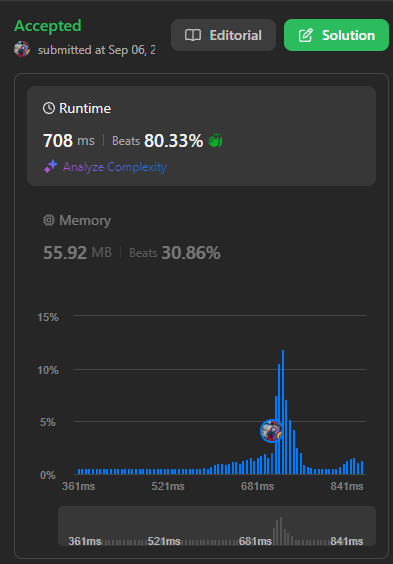 Accepted
submitted at Sep 06, 2
Editorial
Solution
Runtime
708 ms | Beats 80.33%
Analyze Complexity
Memory
55.92 MB | Beats 30.86%
15%
10%
5%
0%
361ms 521ms 681ms 841ms
361ms 521ms 681ms 841ms